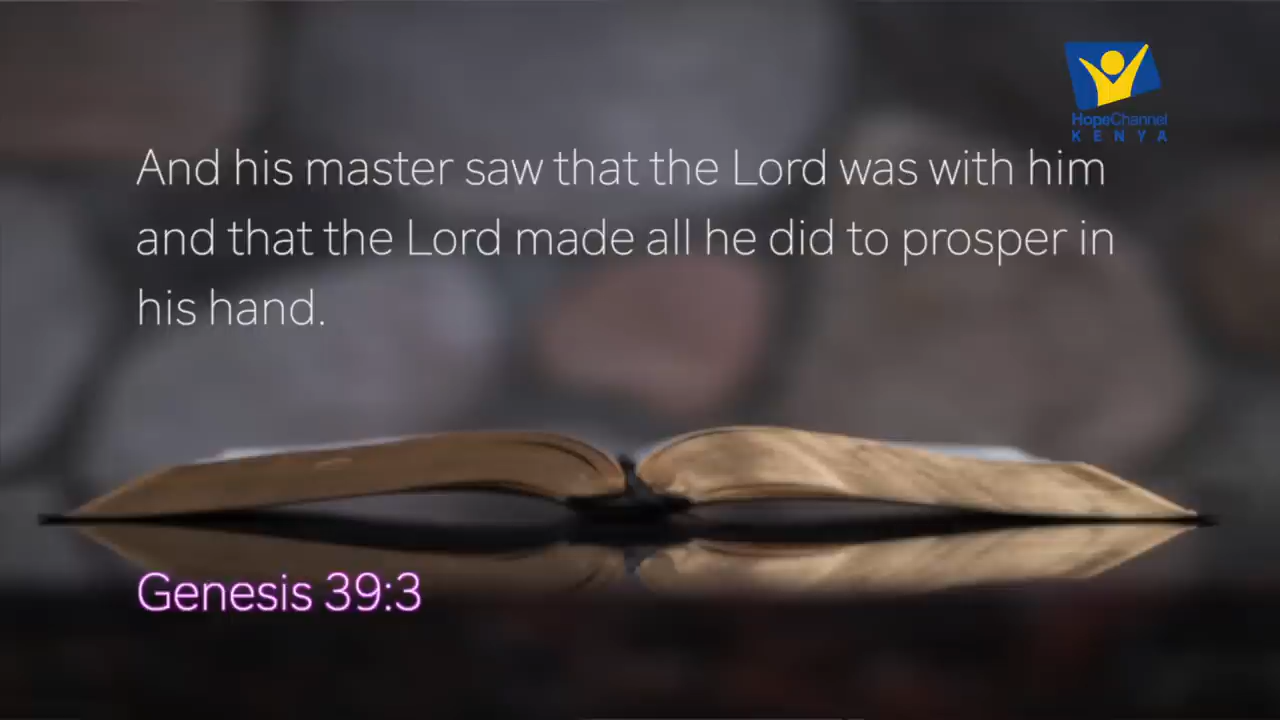 HopeChannel
KENYA
And his master saw that the Lord was with him
and that the Lord made all he did to prosper in
his hand.
Genesis 39:3